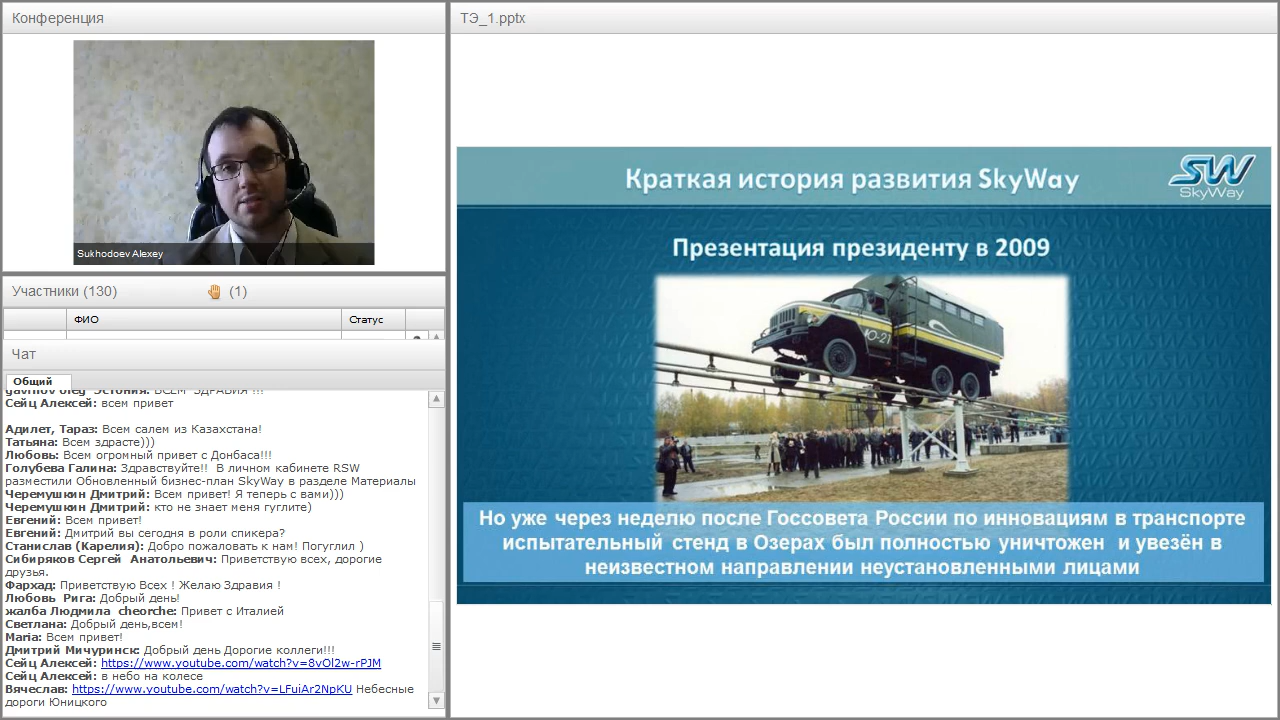 Конференция
Sukhodoev Alexey
Участники (130)
(1)
ФИО
Статус
Чат
Общий
gavrilov oleg Эстония: ВСЕМ ЗДРАВИЯ !!!
Сейц Алексей: всем привет
Адилет, Тараз: Всем салем из Казахстана!
Татьяна: Всем здрасте)))
Любовь: Всем огромный привет с Донбаса!!!
Голубева Галина: Здравствуйте!! В личном кабинете RSW
разместили Обновленный бизнес-план SkyWay в разделе Материалы
Черемушкин Дмитрий: Всем привет! Я теперь с вами)))
Черемушкин Дмитрий: кто не знает меня гуглите)
Евгений: Всем привет!
Евгений: Дмитрий вы сегодня в роли спикера?
Станислав (Карелия): Добро пожаловать к нам! Погуглил )
Сибиряков Сергей Анатольевич: Приветствую всех, дорогие
друзья.
Фархад: Приветствую Всех ! Желаю Здравия !
Любовь Рига: Добрый день!
жалба Людмила cheorche: Привет с Италией
Светлана: Добрый день,всем!
Maria: Всем привет!
Дмитрий Мичуринск: Добрый день Дорогие коллеги!!!
Сейц Алексей: https://www.youtube.com/watch?v=8vOl2w-rPJM
Сейц Алексей: в небо на колесе
Вячеслав: https://www.youtube.com/watch?v=LFuiAr2NpKU Небесные
дороги Юницкого
ТЭ_1.pptx
Краткая история развития SkyWay
SW
SkyWay
Презентация президенту в 2009
Ю-21
Но уже через неделю после Госсовета России по инновациям в транспорте
испытательный стенд в Озерах был полностью уничтожен и увезён в
неизвестном направлении неустановленными лицами